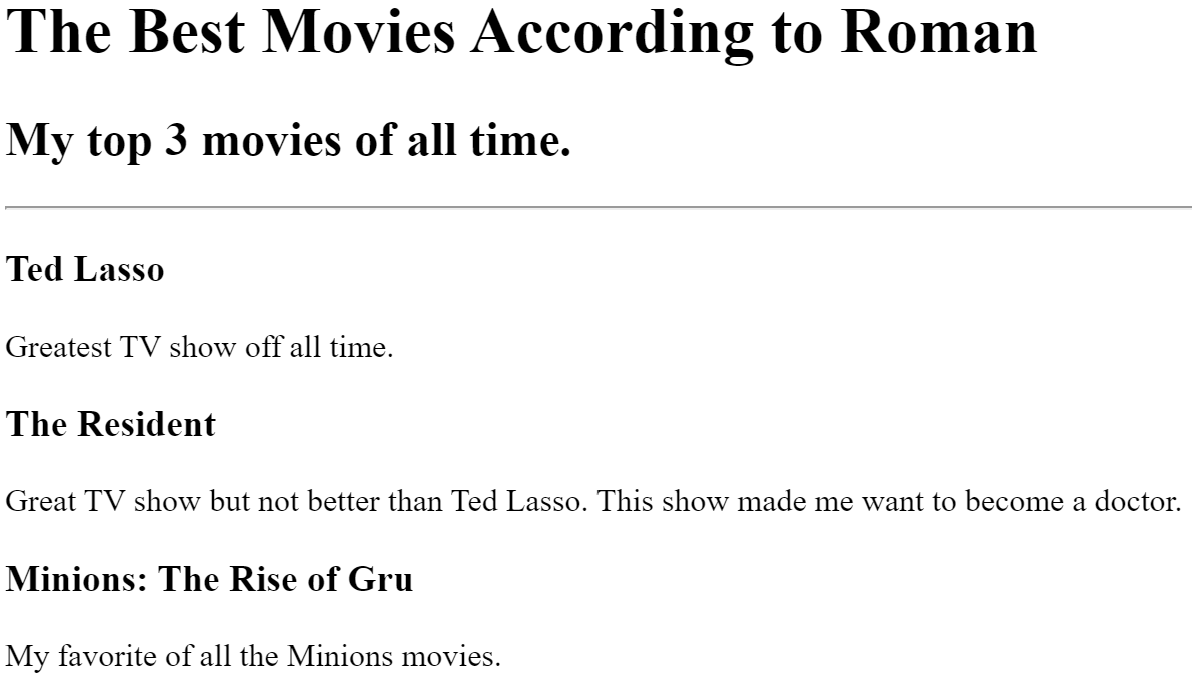 The Best Movies According to Roman
My top 3 movies of all time.
Ted Lasso
Greatest TV show off all time.
The Resident
Great TV show but not better than Ted Lasso. This show made me want to become a doctor.
Minions: The Rise of Gru
My favorite of all the Minions movies.